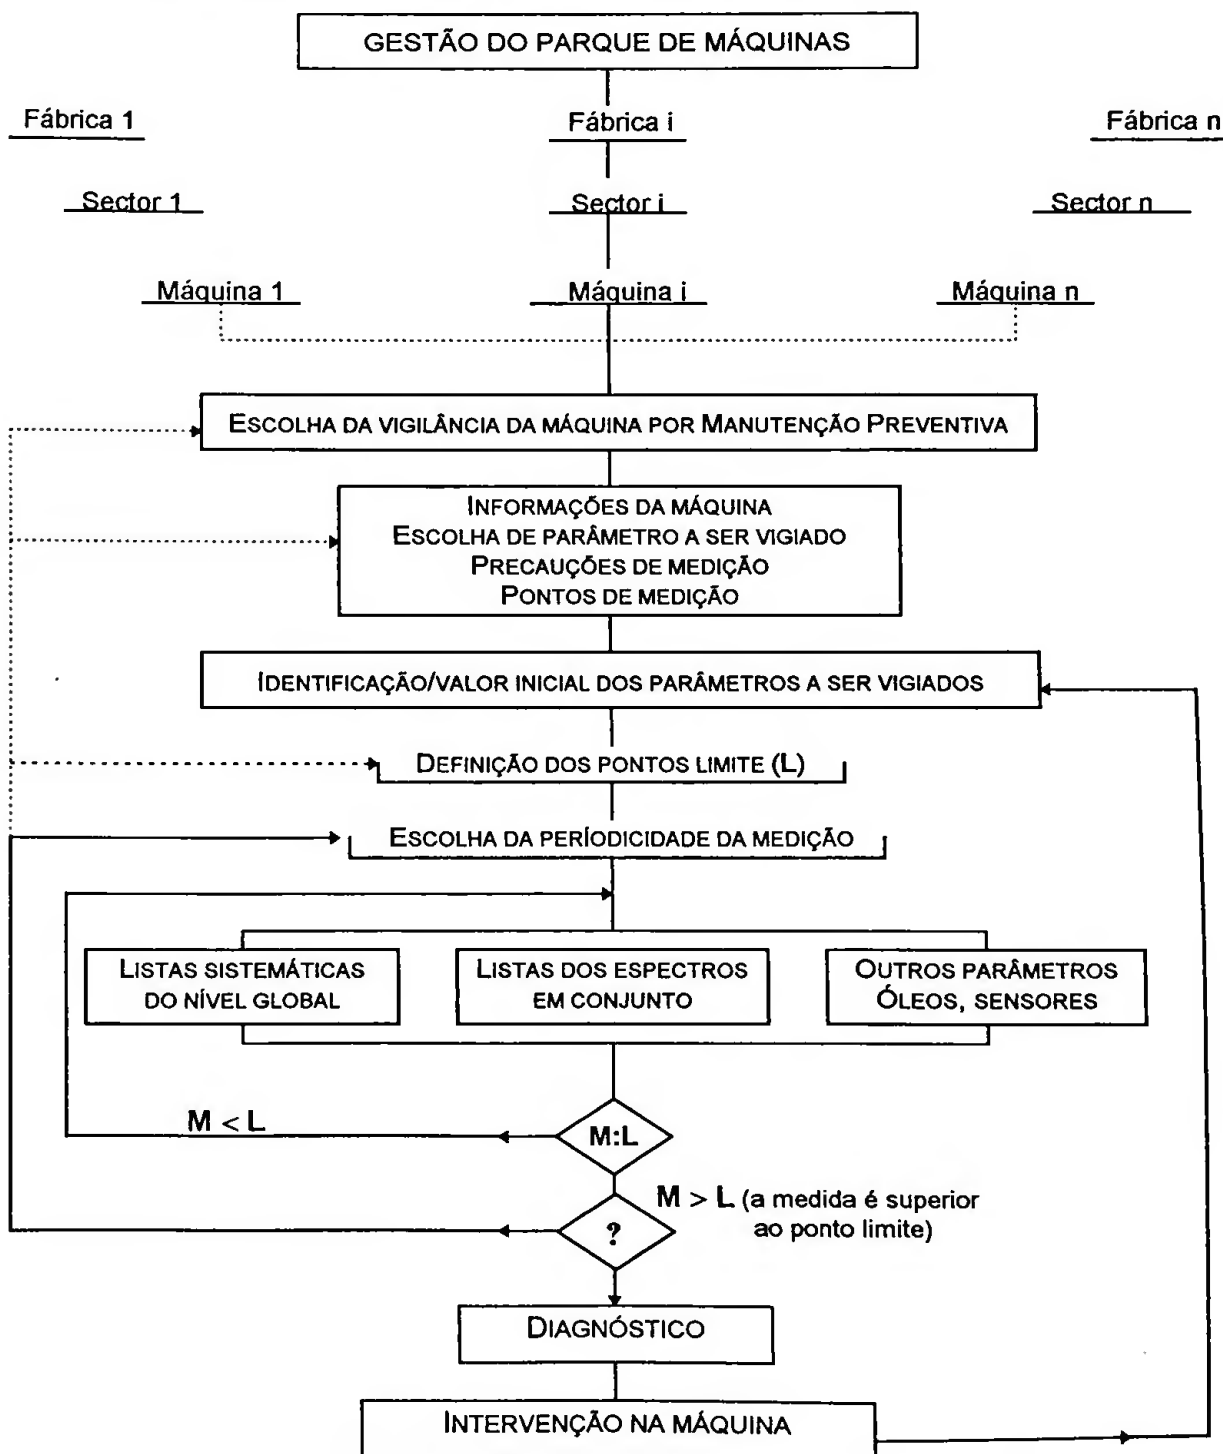 GESTÃO DO PARQUE DE MÁQUINAS
Fábrica 1 Fábrica i Fábrica n
Sector 1 Sector i Sector n
Máquina 1 Máquina i Máquina n
ESCOLHA DA VIGILÂNCIA DA MÁQUINA POR MANUTENÇÃO PREVENTIVA
INFORMAÇÕES DA MÁQUINA
ESCOLHA DE PARÂMETRO A SER VIGIADO
PRECAUÇÕES DE MEDIÇÃO
PONTOS DE MEDIÇÃO
IDENTIFICAÇÃO/VALOR INICIAL DOS PARÂMETROS A SER VIGIADOS
DEFINIÇÃO DOS PONTOS LIMITE (L)
ESCOLHA DA PERÍODICIDADE DA MEDIÇÃO
LISTAS SISTEMÁTICAS
DO NÍVEL GLOBAL
LISTAS DOS ESPECTROS
EM CONJUNTO
OUTROS PARÂMETROS
ÓLEOS, SENSORES
M < L
M:L
M > L (a medida é superior
ao ponto limite)
?
DIAGNÓSTICO
INTERVENÇÃO NA MÁQUINA